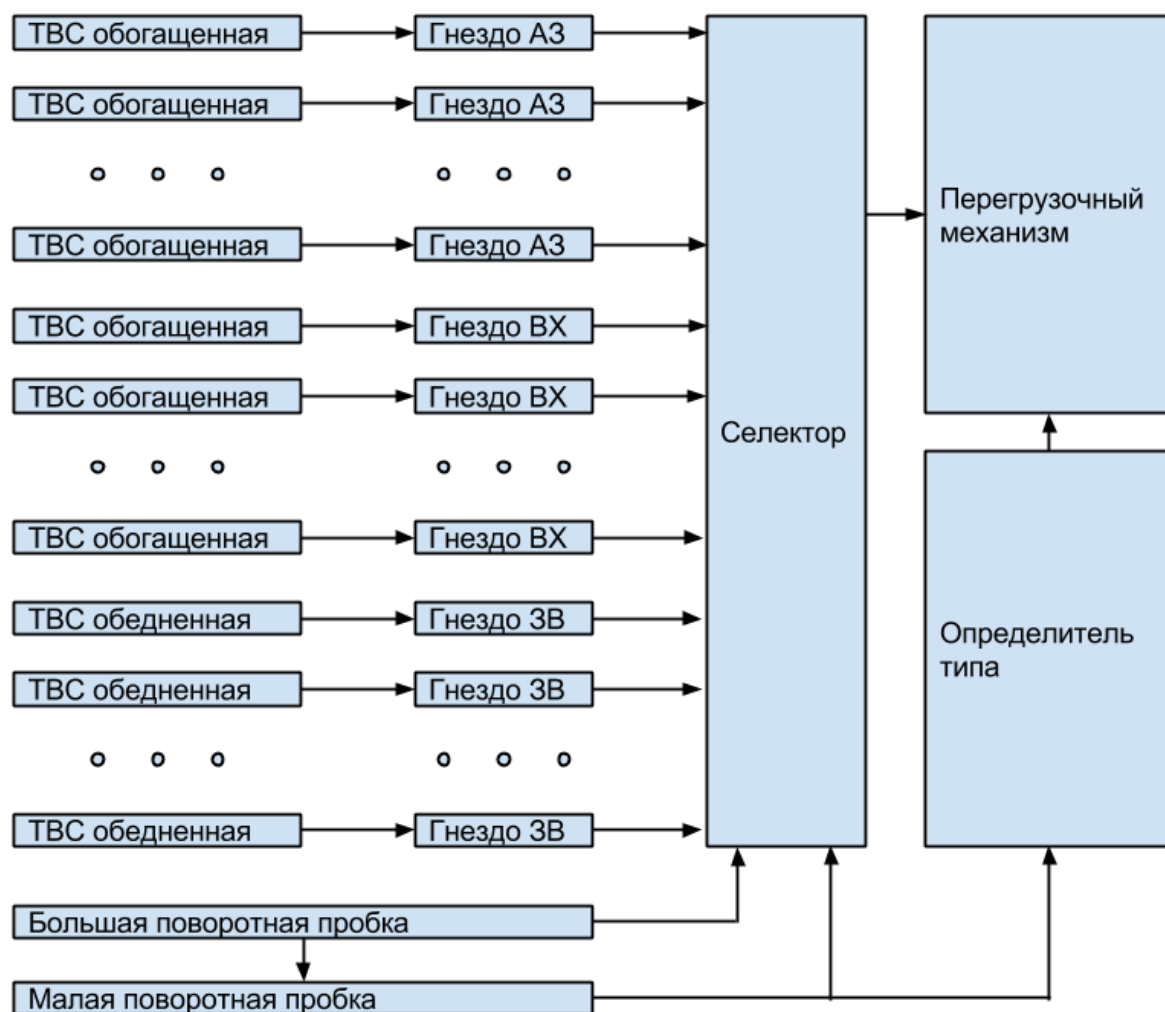 ТВС обогащенная
Гнездо АЗ
ТВС обогащенная
Гнездо АЗ
ТВС обогащенная
Гнездо АЗ
ТВС обогащенная
Гнездо ВХ
ТВС обогащенная
Гнездо ВХ
ТВС обогащенная
Гнездо ВХ
ТВС обедненная
Гнездо ЗВ
ТВС обедненная
Гнездо ЗВ
ТВС обедненная
Гнездо ЗВ
Селектор
Перегрузочный
механизм
Определитель
типа
Большая поворотная пробка
Малая поворотная пробка